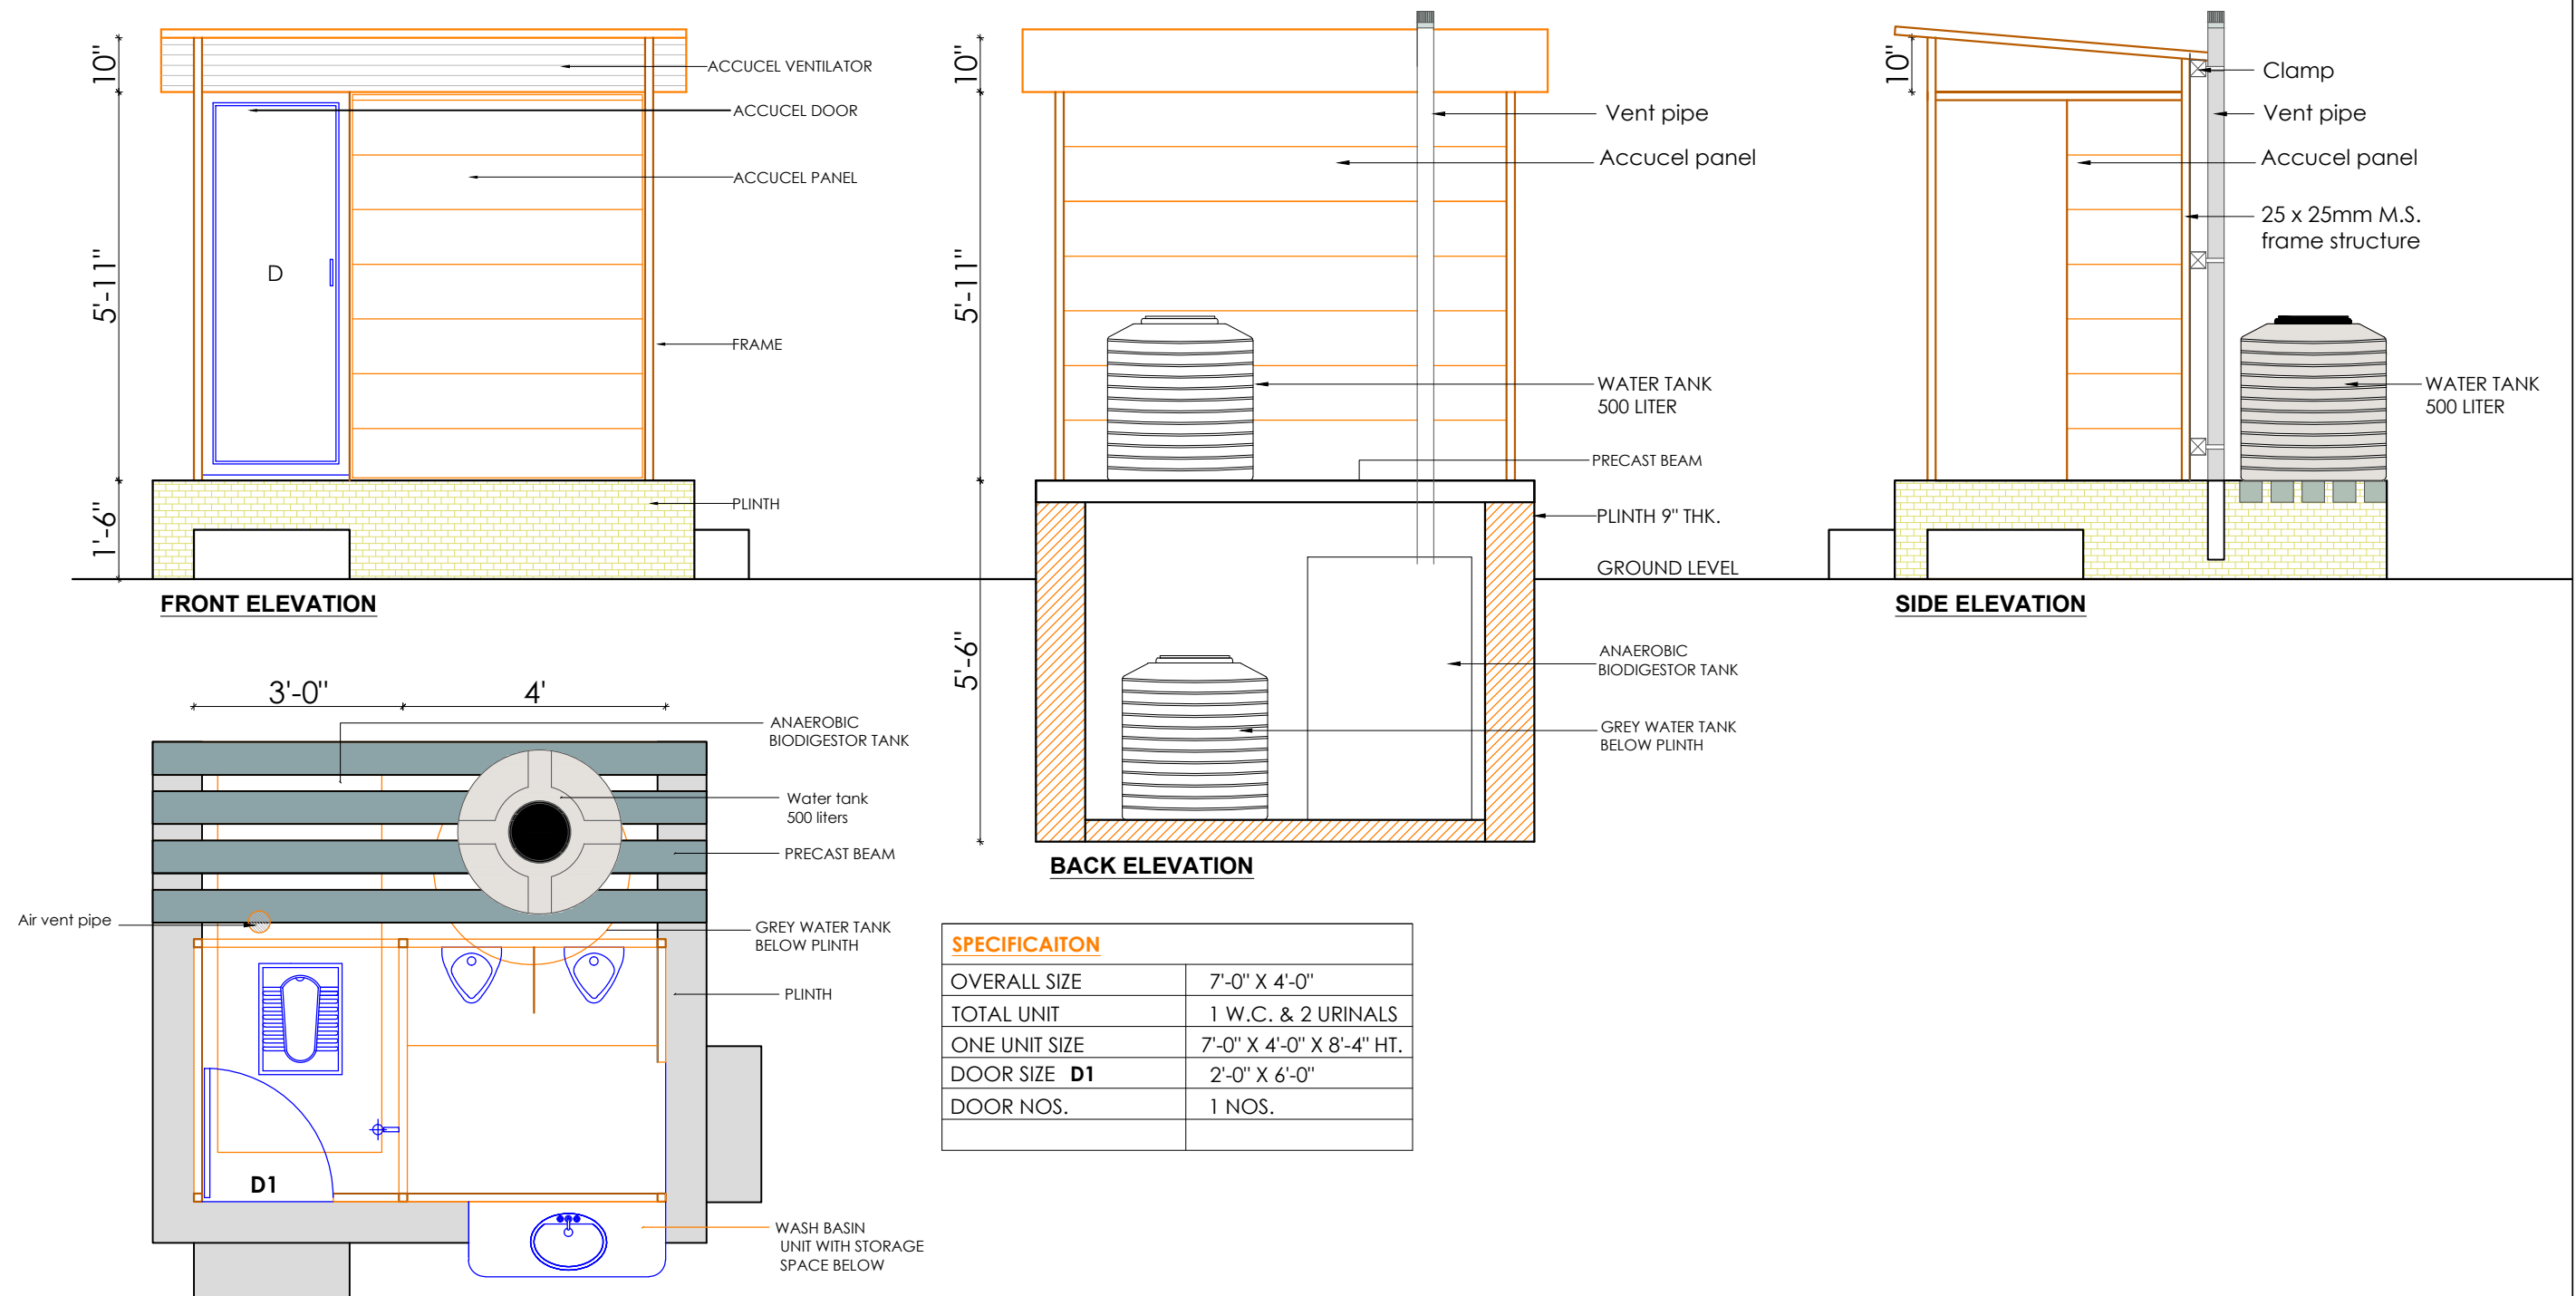 10"
5'-11"
1'-6"
D
ACCUCEL VENTILATOR
ACCUCEL DOOR
ACCUCEL PANEL
FRAME
PLINTH
FRONT ELEVATION
10"
5'-11"
5'-6"
Vent pipe
Accucel panel
WATER TANK
500 LITER
PRECAST BEAM
PLINTH 9" THK.
GROUND LEVEL
ANAEROBIC
BIODIGESTOR TANK
GREY WATER TANK
BELOW PLINTH
BACK ELEVATION
10"
Clamp
Vent pipe
Accucel panel
25 x 25mm M.S.
frame structure
WATER TANK
500 LITER
SIDE ELEVATION
3'-0"
4'
ANAEROBIC
BIODIGESTOR TANK
Water tank
500 liters
PRECAST BEAM
Air vent pipe
GREY WATER TANK
BELOW PLINTH
PLINTH
D1
WASH BASIN
UNIT WITH STORAGE
SPACE BELOW
SPECIFICAITON
OVERALL SIZE 7'-0" X 4'-0"
TOTAL UNIT 1 W.C. & 2 URINALS
ONE UNIT SIZE 7'-0" X 4'-0" X 8'-4" HT.
DOOR SIZE D1 2'-0" X 6'-0"
DOOR NOS. 1 NOS.